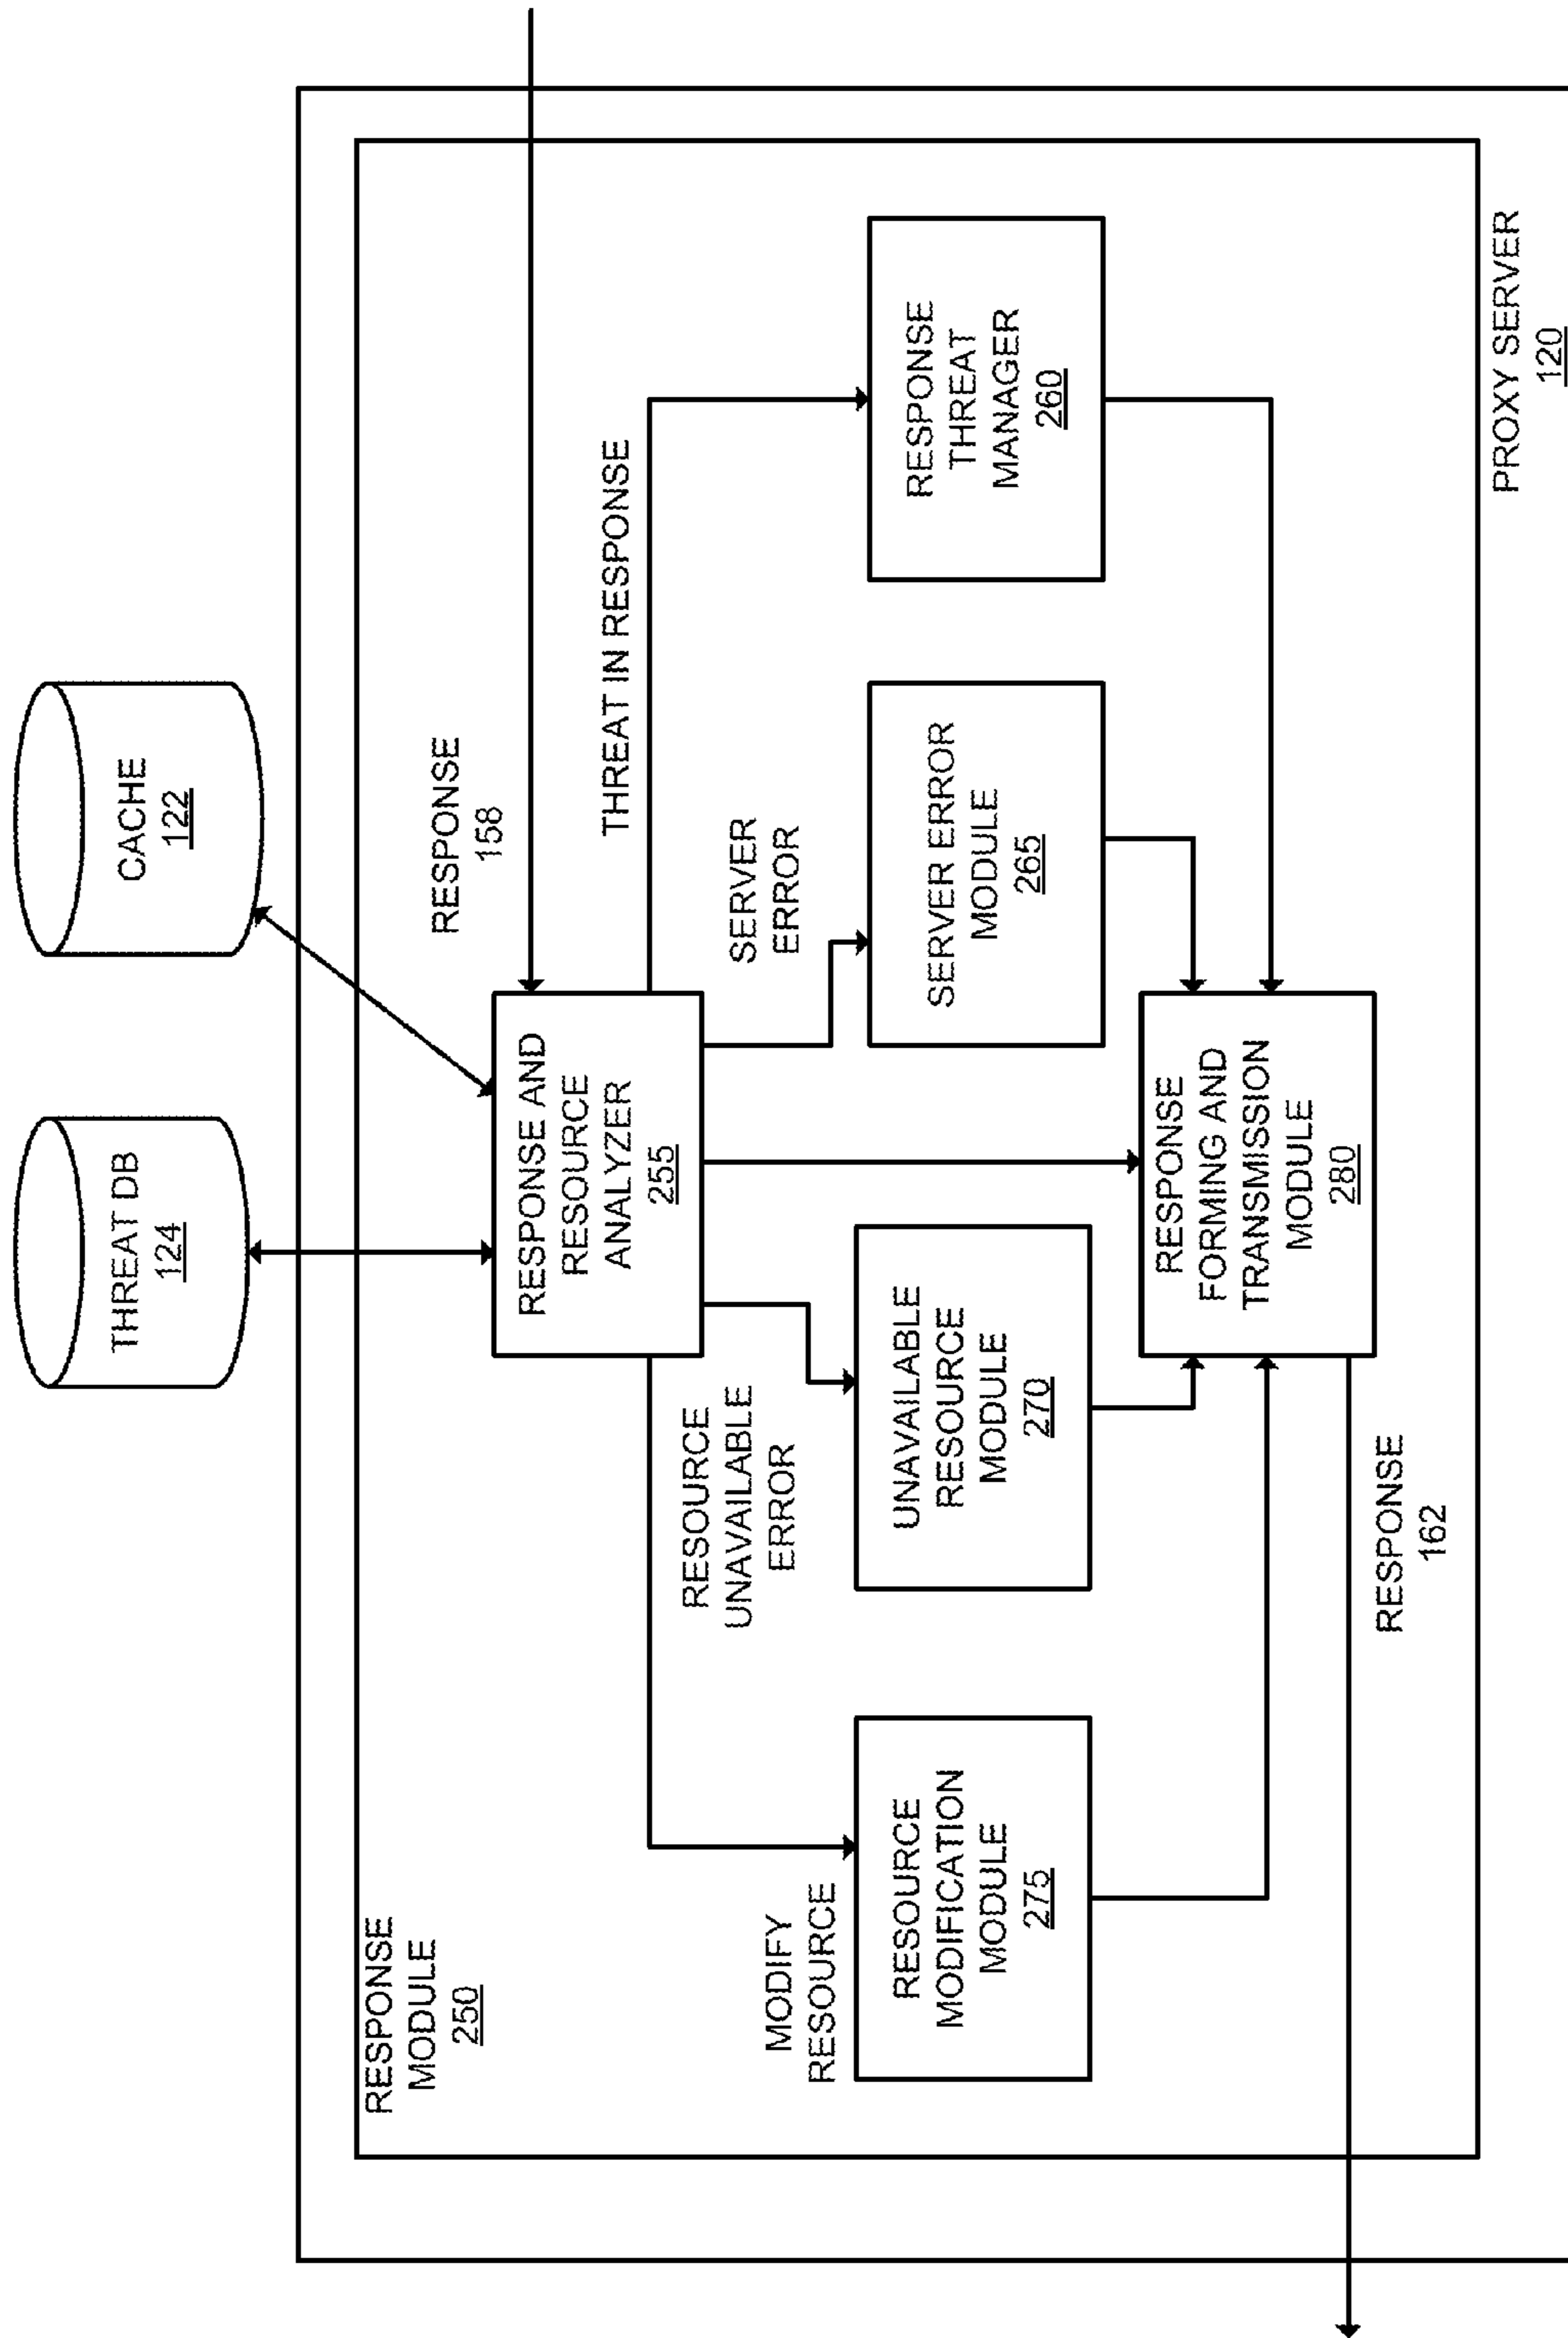 THREAT DB
124
CACHE
122
RESPONSE
MODULE
250
RESPONSE
158
RESPONSE AND
RESOURCE
ANALYZER
255
THREAT IN RESPONSE
RESOURCE
UNAVAILABLE
ERROR
SERVER
ERROR
MODIFY
RESOURCE
RESOURCE
MODIFICATION
MODULE
275
UNAVAILABLE
RESOURCE
MODULE
270
SERVER ERROR
MODULE
265
RESPONSE
THREAT
MANAGER
260
RESPONSE
FORMING AND
TRANSMISSION
MODULE
280
RESPONSE
162
PROXY SERVER
120